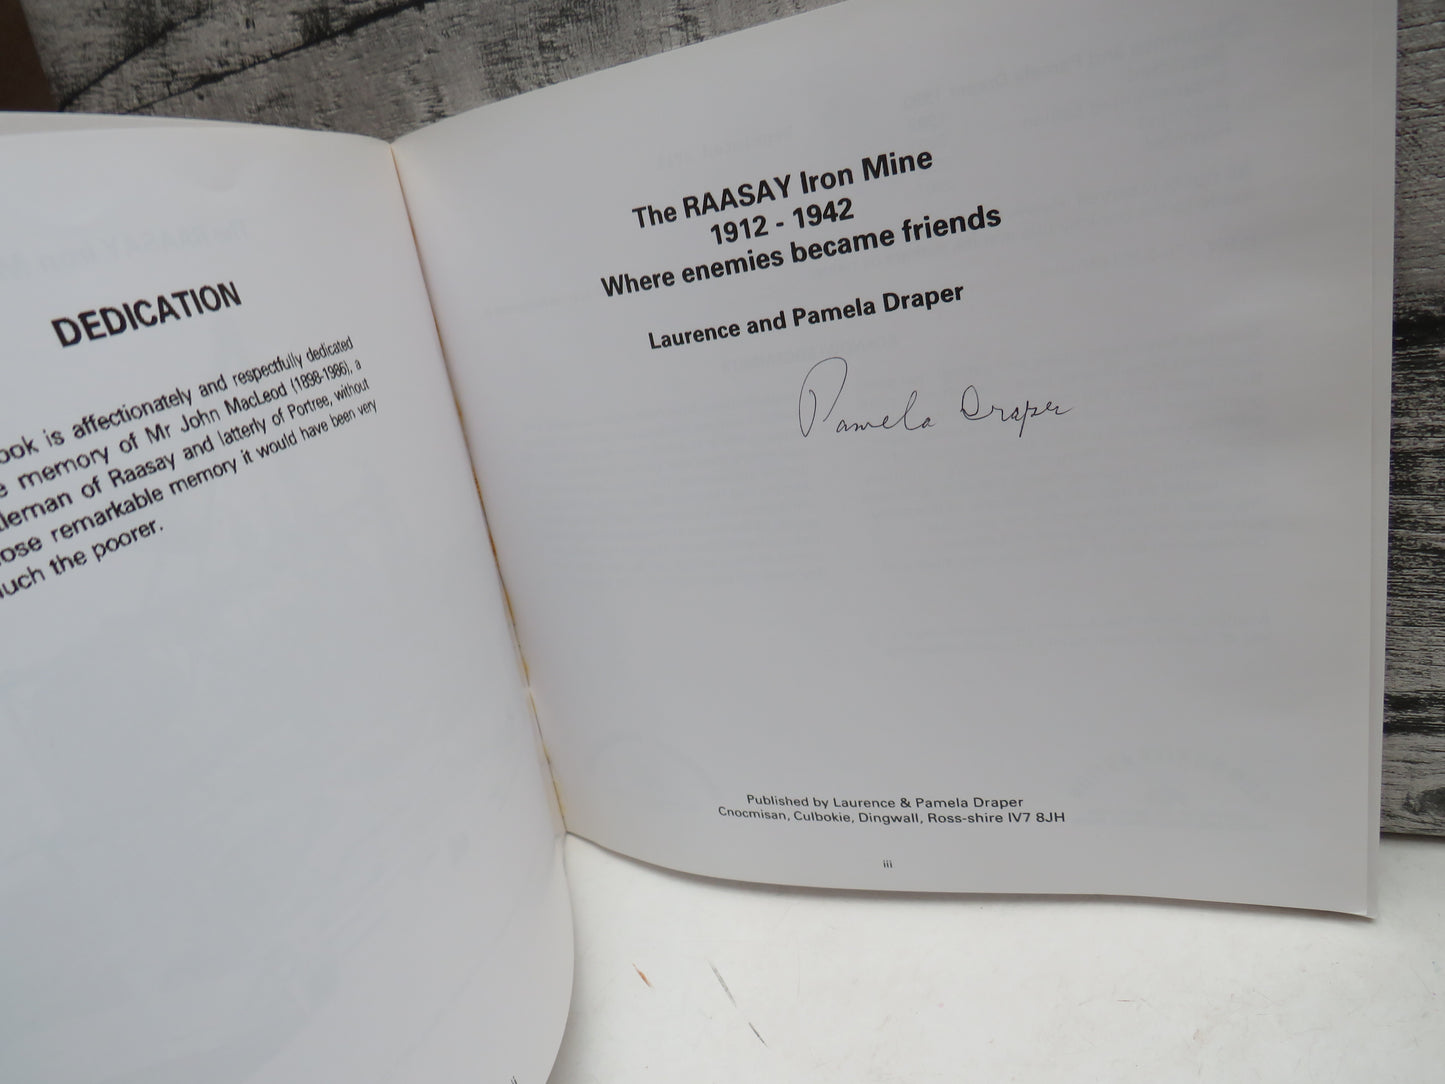 DEDICATION
ook is affectionately and respectfully dedicated
e memory of Mr John MacLeod (1898-1986), a
tleman of Raasay and latterly of Portree, without
ose remarkable memory it would have been very
uch the poorer.
The RAASAY Iron Mine
1912 - 1942
Where enemies became friends
Laurence and Pamela Draper
Pamela Draper
Published by Laurence & Pamela Draper
Cnocmisan, Culbokie, Dingwall, Ross-shire IV7 8JH
iii